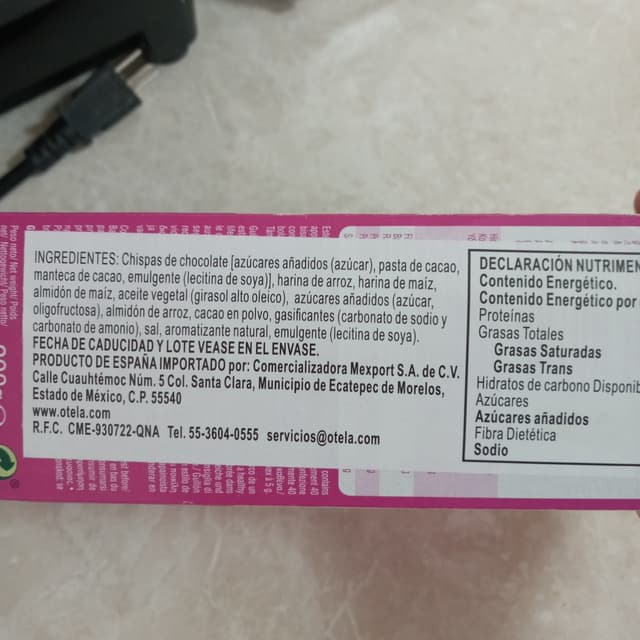 INGREDIENTES: Chispas de chocolate [azúcares añadidos (azúcar), pasta de cacao,
manteca de cacao, emulgente (lecitina de soya)], harina de arroz, harina de maíz,
almidón de maíz, aceite vegetal (girasol alto oleico), azúcares añadidos (azúcar,
oligofructosa), almidón de arroz, cacao en polvo, gasificantes (carbonato de sodio y
carbonato de amonio), sal, aromatizante natural, emulgente (lecitina de soya).
FECHA DE CADUCIDAD Y LOTE VEASE EN EL ENVASE.
PRODUCTO DE ESPAÑA IMPORTADO por: Comercializadora Mexport S.A. de C.V.
Calle Cuauhtémoc Núm. 5 Col. Santa Clara, Municipio de Ecatepec de Morelos,
Estado de México, C.P. 55540
www.otela.com
R.F.C. CME-930722-QNA Tel. 55-3604-0555 servicios@otela.com
DECLARACIÓN NUTRIMEN
Contenido Energético.
Contenido Energético por
Proteínas
Grasas Totales
Grasas Saturadas
Grasas Trans
Hidratos de carbono Disponib
Azúcares
Azúcares añadidos
Fibra Dietética
Sodio
Peso neto/ Net weight/ Poids